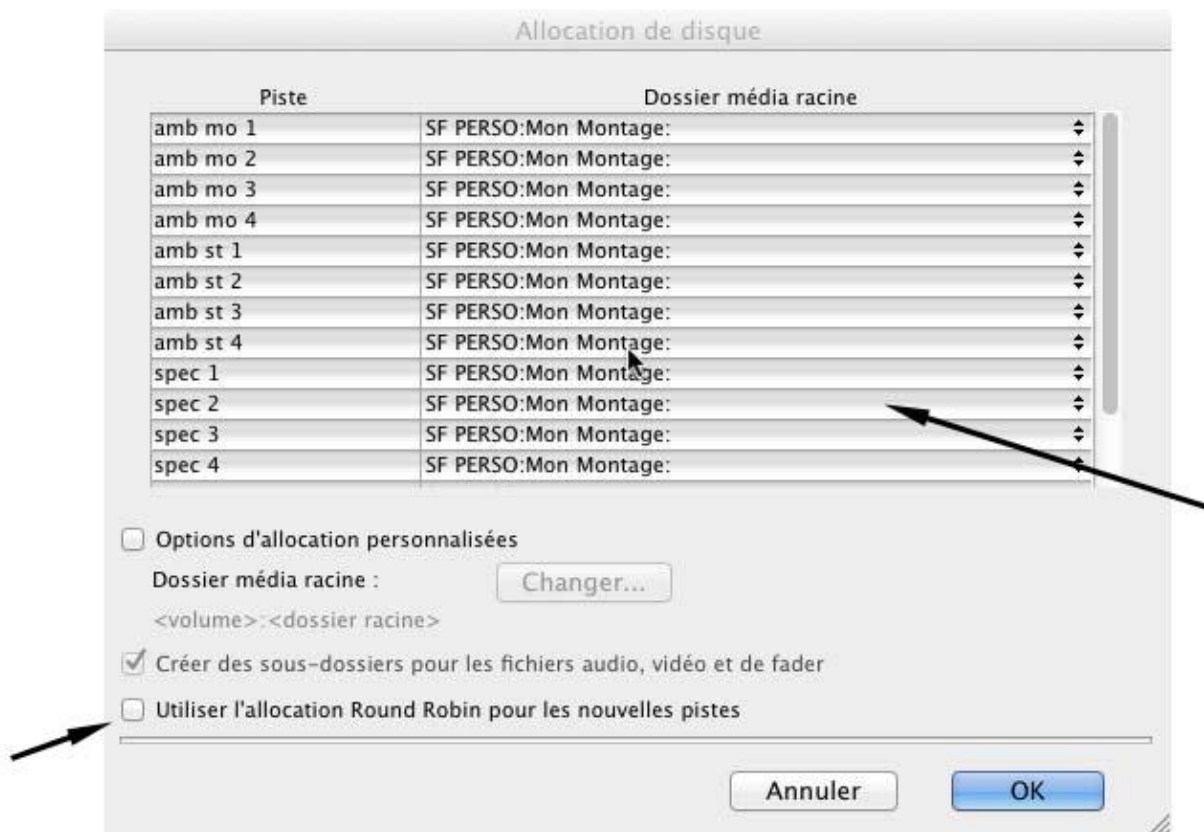 Allocation de disque
Piste Dossier média racine
amb mo 1 SF PERSO:Mon Montage:
amb mo 2 SF PERSO:Mon Montage:
amb mo 3 SF PERSO:Mon Montage:
amb mo 4 SF PERSO:Mon Montage:
amb st 1 SF PERSO:Mon Montage:
amb st 2 SF PERSO:Mon Montage:
amb st 3 SF PERSO:Mon Montage:
amb st 4 SF PERSO:Mon Montage:
spec 1 SF PERSO:Mon Montage:
spec 2 SF PERSO:Mon Montage:
spec 3 SF PERSO:Mon Montage:
spec 4 SF PERSO:Mon Montage:
Options d'allocation personnalisées
Dossier média racine : Changer...
<volume>:<dossier racine>
Créer des sous-dossiers pour les fichiers audio, vidéo et de fader
Utiliser l'allocation Round Robin pour les nouvelles pistes
Annuler OK